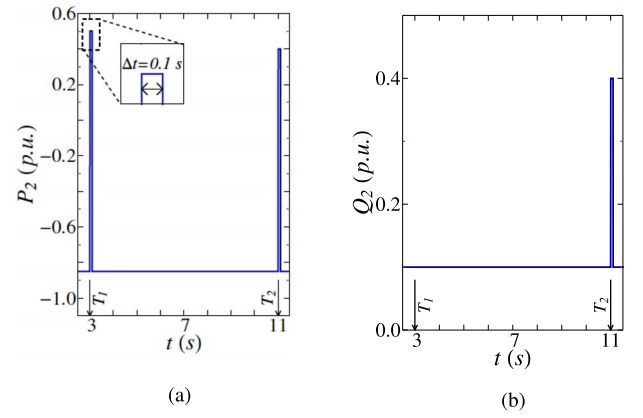 0.6
0.2
−0.2
−0.6
−1.0
P2 (p.u.)
Δt=0.1 s
T1
T2
3
7
11
t (s)
(a)
0.4
0.2
0.0
Q2 (p.u.)
T1
T2
3
7
11
t (s)
(b)